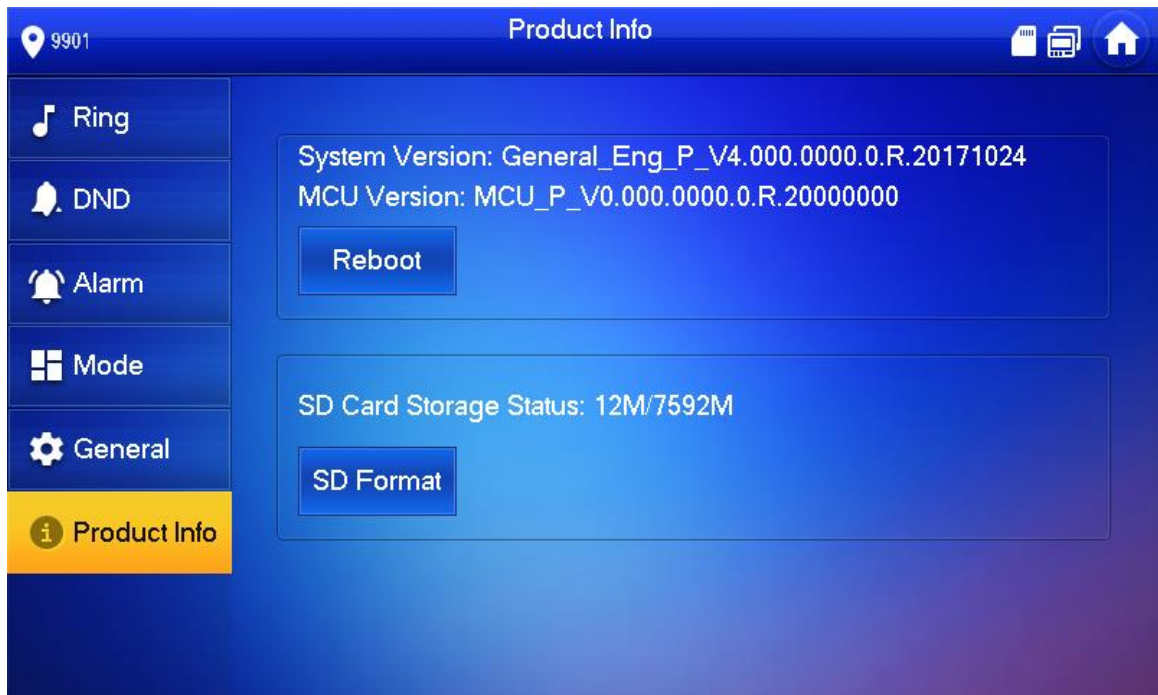 9901
Product Info
Ring
DND
Alarm
Mode
General
Product Info
System Version: General_Eng_P_V4.000.0000.0.R.20171024
MCU Version: MCU_P_V0.000.0000.0.R.20000000
Reboot
SD Card Storage Status: 12M/7592M
SD Format